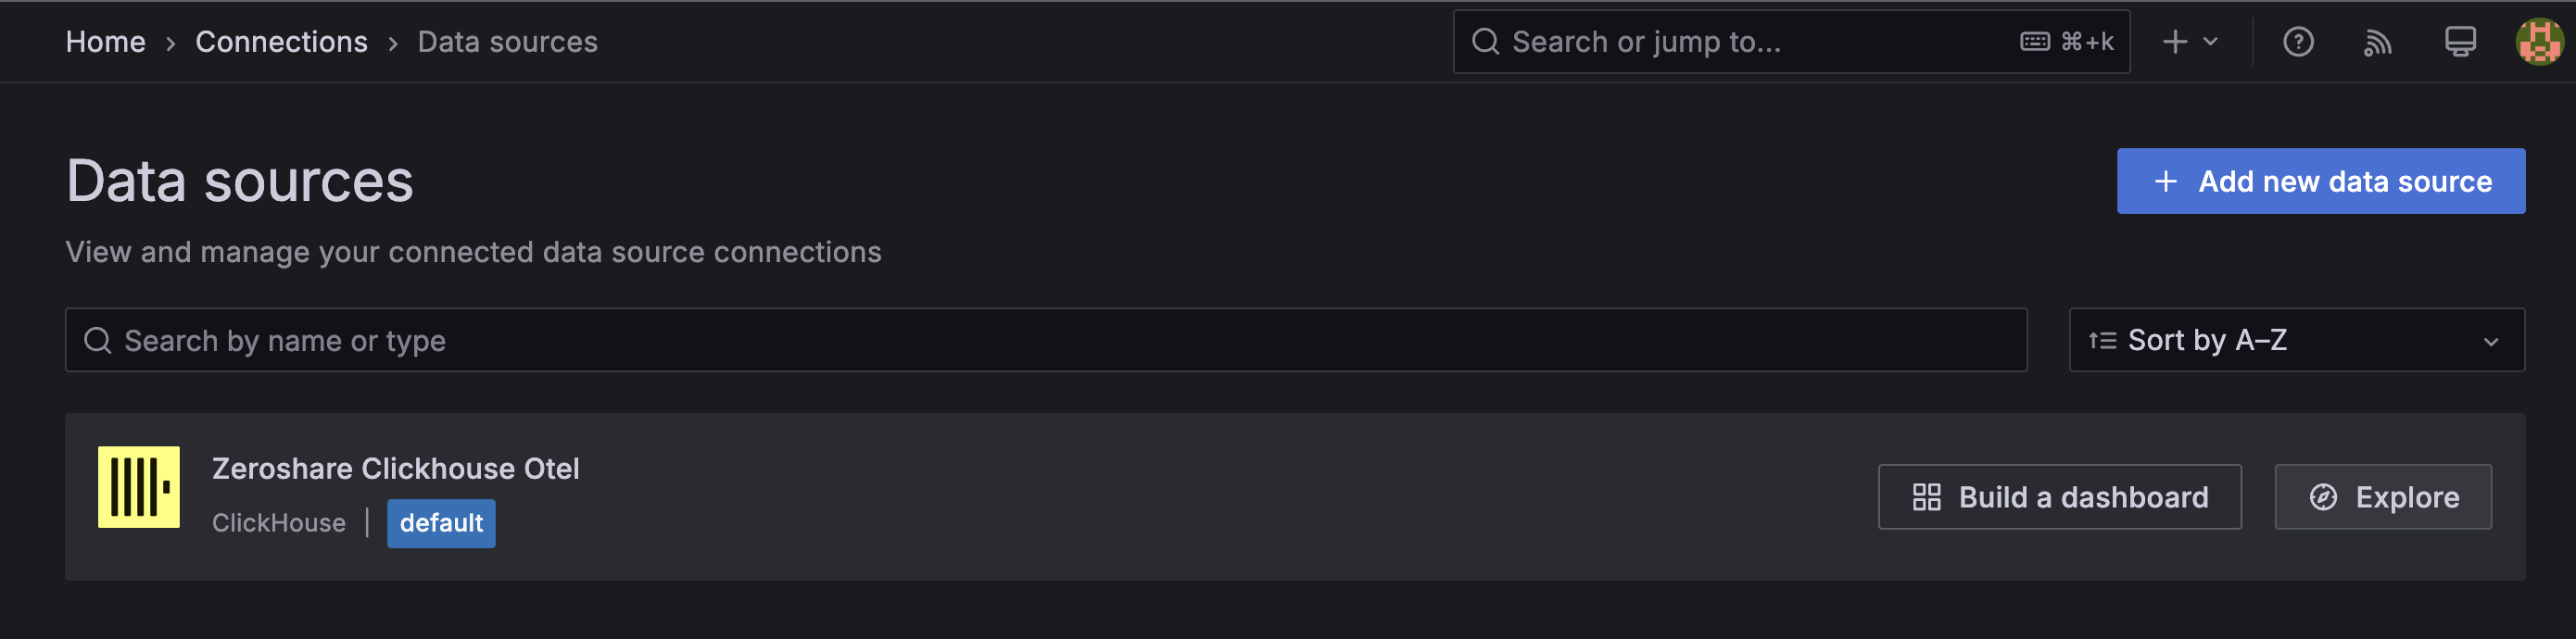 Home › Connections › Data sources
Search or jump to... ⌘+k
Data sources
Add new data source
View and manage your connected data source connections
Search by name or type
Sort by A–Z
Zeroshare Clickhouse Otel
ClickHouse | default
Build a dashboard
Explore